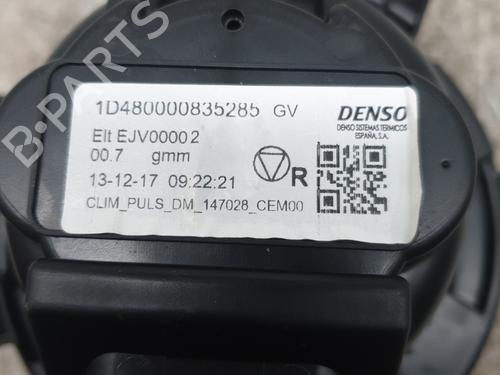 1D480000835285 GV
DENSO
DENSO SISTEMAS TERMICOS
ESPAÑA, S.A.
Elt EJV00002
00.7 gmm
R
13-12-17 09:22:21
CLIM_PULS_DM_147028_CEM00
B-PARTS